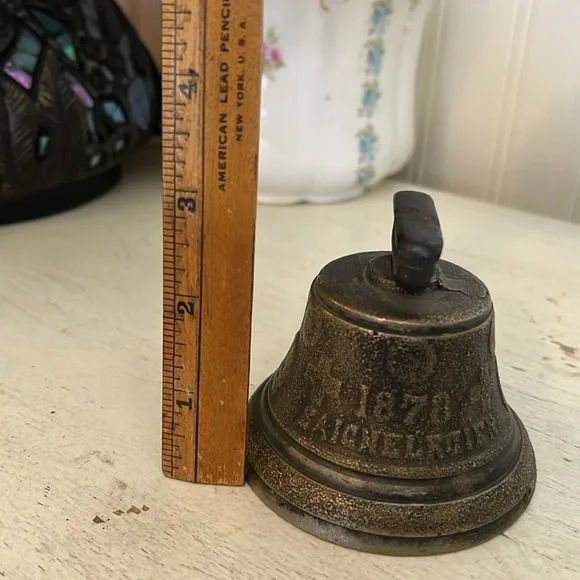 AMERICAN LEAD PENCIL
NEW YORK, U. S. A.
4
3
2
1
1878
SAIGNELEGIER